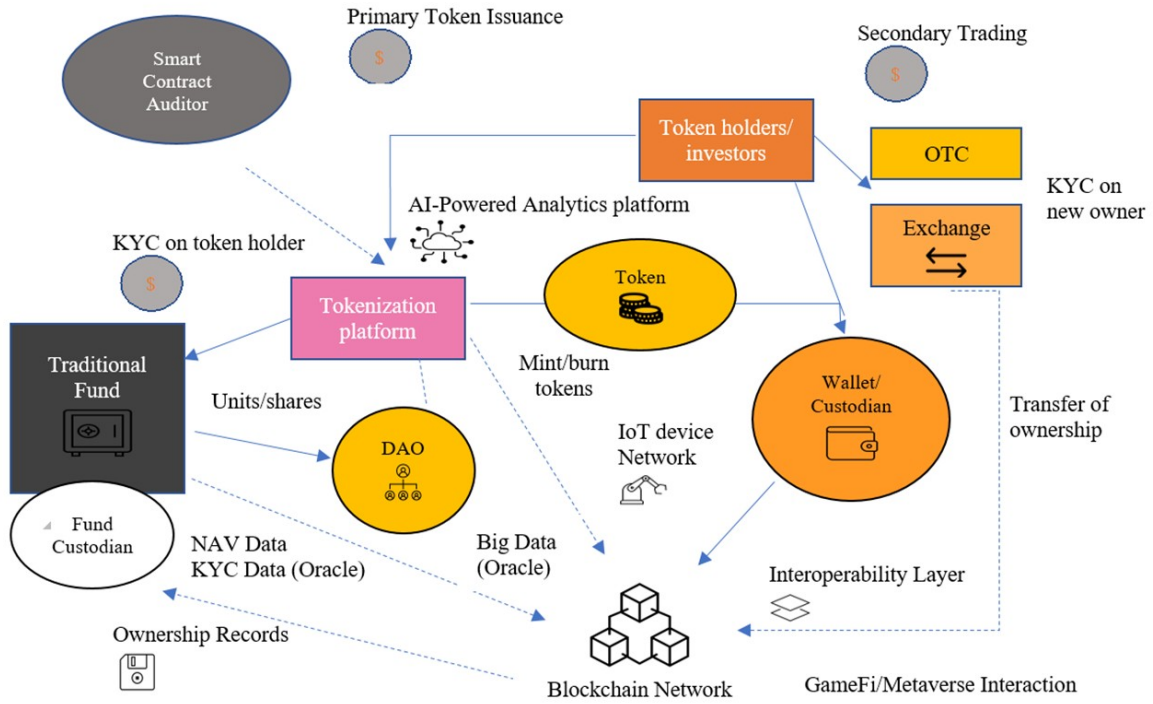 Primary Token Issuance
$
Secondary Trading
$
Smart
Contract
Auditor
Token holders/
investors
OTC
KYC on
new owner
Exchange
AI-Powered Analytics platform
KYC on token holder
$
Token
Tokenization
platform
Mint/burn
tokens
Traditional
Fund
Units/shares
Wallet/
Custodian
Transfer of
ownership
DAO
IoT device
Network
Fund
Custodian
NAV Data
KYC Data (Oracle)
Big Data
(Oracle)
Interoperability Layer
Ownership Records
Blockchain Network
GameFi/Metaverse Interaction